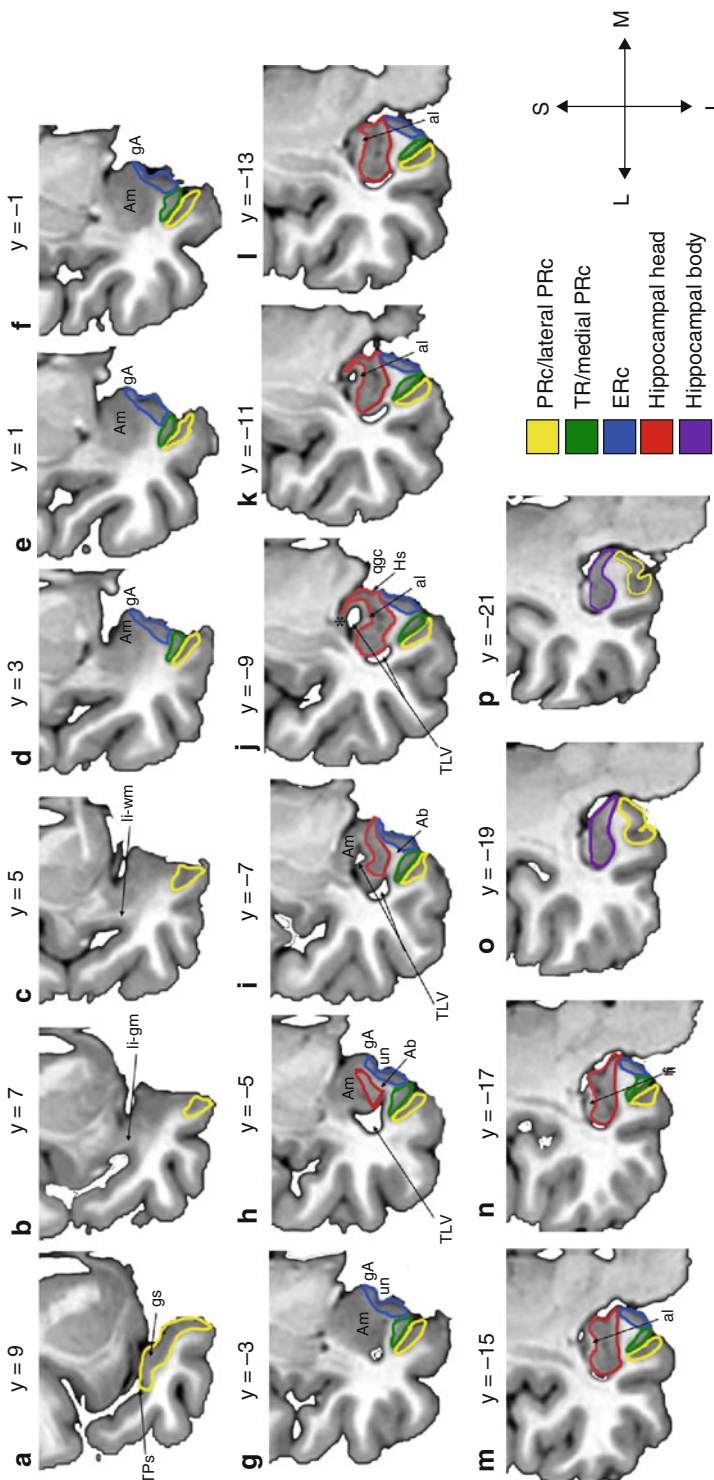 a y = 9
TPs
gs
b y = 7
li-gm
c y = 5
li-wm
d y = 3
Am
gA
e y = 1
Am
gA
f y = −1
Am
gA
g y = −3
Am
gA
un
h y = −5
Am
gA
un
Ab
TLV
i y = −7
Am
Ab
TLV
j y = −9
*
qgc
Hs
al
TLV
k y = −11
al
l y = −13
al
m y = −15
al
n y = −17
o y = −19
p y = −21
PRc/lateral PRc
TR/medial PRc
ERc
Hippocampal head
Hippocampal body
S
L
M
I